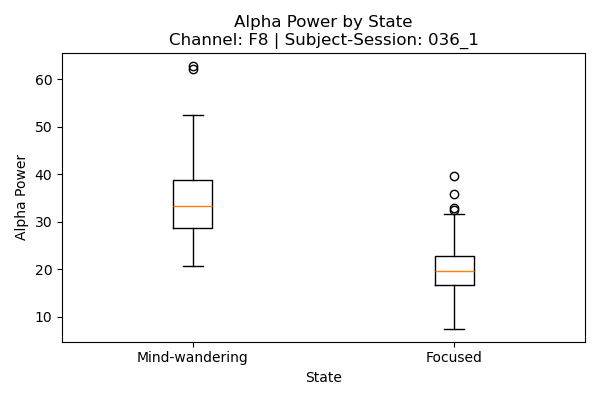 Alpha Power by State
Channel: F8 | Subject-Session: 036_1
60
50
40
30
20
10
Alpha Power
Mind-wandering
Focused
State